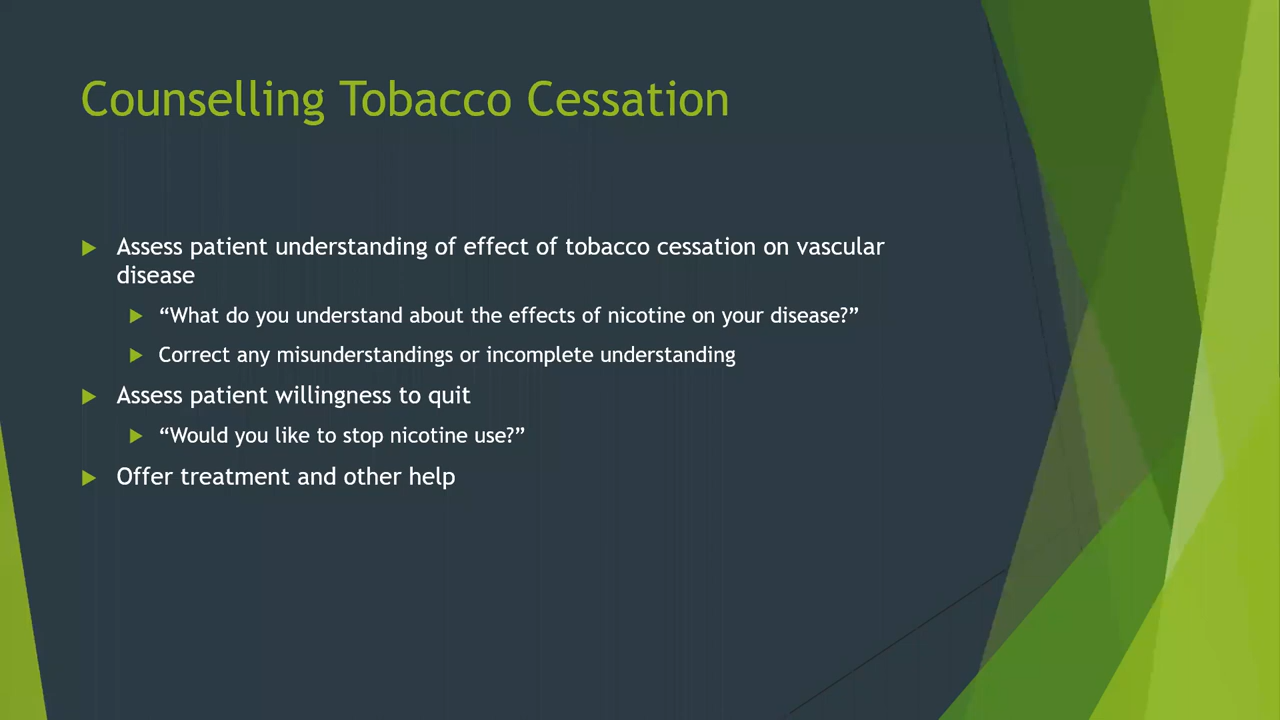 Counselling Tobacco Cessation
Assess patient understanding of effect of tobacco cessation on vascular
disease
“What do you understand about the effects of nicotine on your disease?”
Correct any misunderstandings or incomplete understanding
Assess patient willingness to quit
“Would you like to stop nicotine use?”
Offer treatment and other help